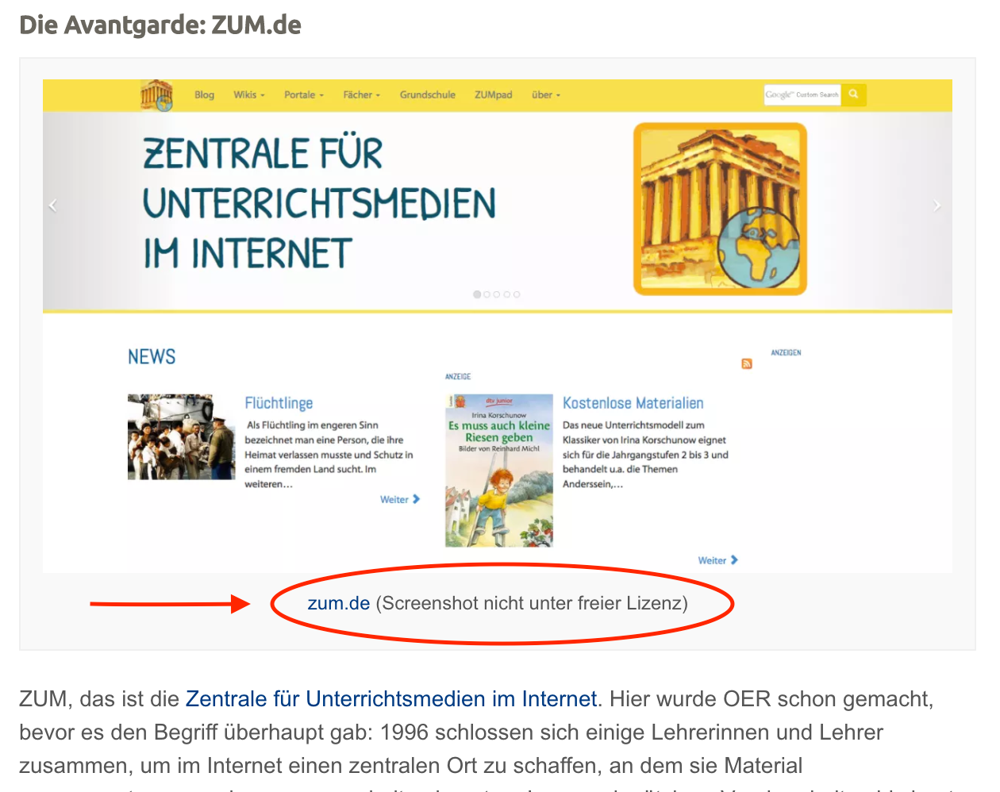 Die Avantgarde: ZUM.de
Blog Wikis Portale Fächer Grundschule ZUMpad über Google™ Custom Search
ZENTRALE FÜR
UNTERRICHTSMEDIEN
IM INTERNET
NEWS
ANZEIGEN
ANZEIGE
Flüchtlinge
Als Flüchtling im engeren Sinn
bezeichnet man eine Person, die ihre
Heimat verlassen musste und Schutz in
einem fremden Land sucht. Im
weiteren...
Weiter
dtv junior
Irina Korschunow
Es muss auch kleine
Riesen geben
Bilder von Reinhard Michl
Kostenlose Materialien
Das neue Unterrichtsmodell zum
Klassiker von Irina Korschunow eignet
sich für die Jahrgangstufen 2 bis 3 und
behandelt u.a. die Themen
Anderssein,...
Weiter
zum.de (Screenshot nicht unter freier Lizenz)
ZUM, das ist die Zentrale für Unterrichtsmedien im Internet. Hier wurde OER schon gemacht,
bevor es den Begriff überhaupt gab: 1996 schlossen sich einige Lehrerinnen und Lehrer
zusammen, um im Internet einen zentralen Ort zu schaffen, an dem sie Material